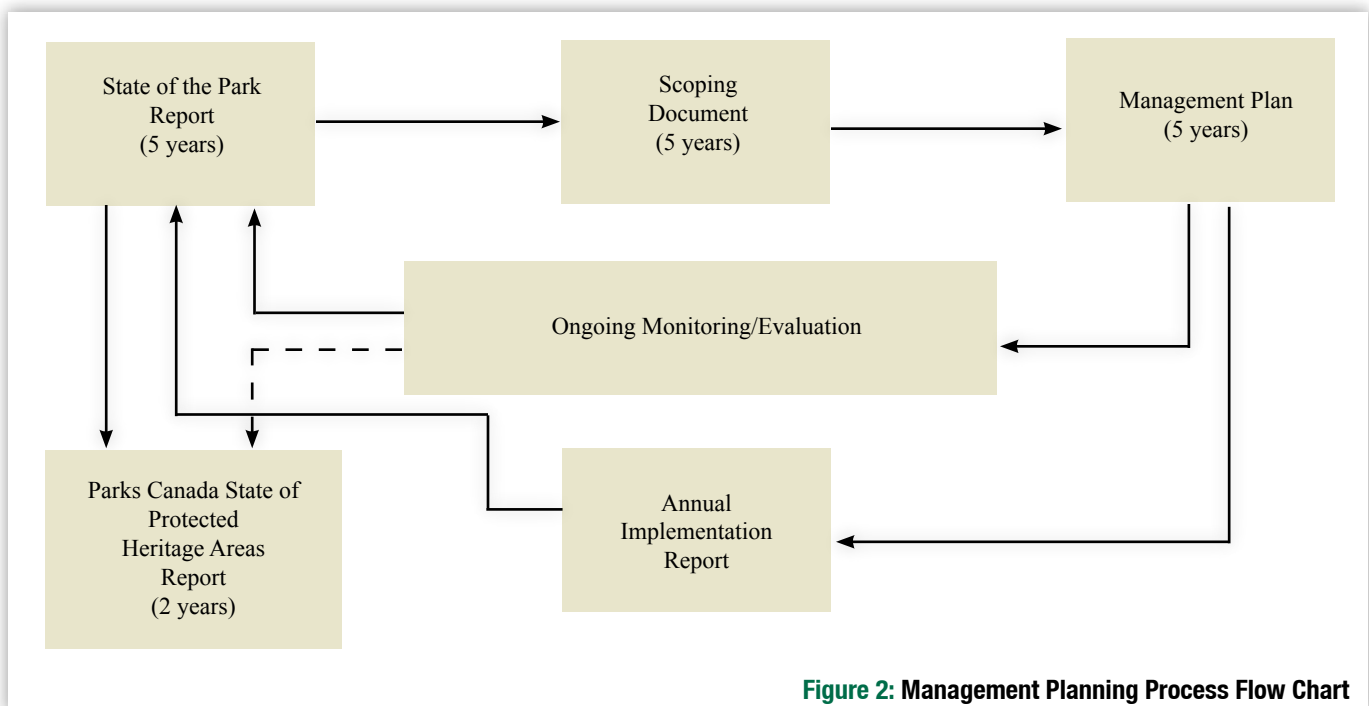 State of the Park
Report
(5 years)
Scoping
Document
(5 years)
Management Plan
(5 years)
Ongoing Monitoring/Evaluation
Parks Canada State of
Protected
Heritage Areas
Report
(2 years)
Annual
Implementation
Report
Figure 2: Management Planning Process Flow Chart